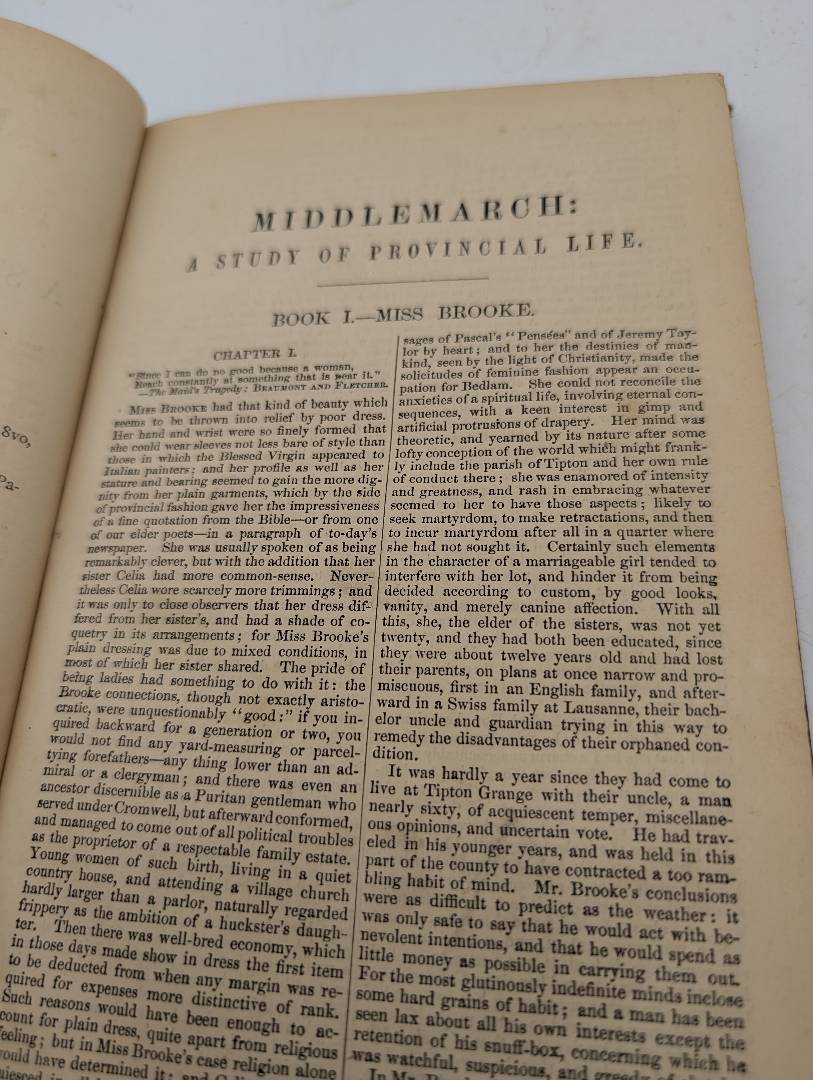 8vo,
Pa-
MIDDLEMARCH:
A STUDY OF PROVINCIAL LIFE.
BOOK I.—MISS BROOKE.
CHAPTER I.
"Since I can do no good because a woman,
Reach constantly at something that is near it."
—The Maid's Tragedy: BEAUMONT AND FLETCHER.
MISS BROOKE had that kind of beauty which
seems to be thrown into relief by poor dress.
Her hand and wrist were so finely formed that
she could wear sleeves not less bare of style than
those in which the Blessed Virgin appeared to
Italian painters; and her profile as well as her
stature and bearing seemed to gain the more dig-
nity from her plain garments, which by the side
of provincial fashion gave her the impressiveness
of a fine quotation from the Bible—or from one
of our elder poets—in a paragraph of to-day's
newspaper. She was usually spoken of as being
remarkably clever, but with the addition that her
sister Celia had more common-sense. Never-
theless Celia wore scarcely more trimmings; and
it was only to close observers that her dress dif-
fered from her sister's, and had a shade of co-
quetry in its arrangements; for Miss Brooke's
plain dressing was due to mixed conditions, in
most of which her sister shared. The pride of
being ladies had something to do with it: the
Brooke connections, though not exactly aristo-
cratic, were unquestionably "good;" if you in-
quired backward for a generation or two, you
would not find any yard-measuring or parcel-
tying forefathers—any thing lower than an ad-
miral or a clergyman; and there was even an
ancestor discernible as a Puritan gentleman who
served under Cromwell, but afterward conformed,
and managed to come out of all political troubles
as the proprietor of a respectable family estate.
Young women of such birth, living in a quiet
country house, and attending a village church
hardly larger than a parlor, naturally regarded
frippery as the ambition of a huckster's daugh-
ter. Then there was well-bred economy, which
in those days made show in dress the first item
to be deducted from when any margin was re-
quired for expenses more distinctive of rank.
Such reasons would have been enough to ac-
count for plain dress, quite apart from religious
feeling; but in Miss Brooke's case religion alone
would have determined it; and
sages of Pascal's "Pensées" and of Jeremy Tay-
lor by heart; and to her the destinies of man-
kind, seen by the light of Christianity, made the
solicitudes of feminine fashion appear an occu-
pation for Bedlam. She could not reconcile the
anxieties of a spiritual life, involving eternal con-
sequences, with a keen interest in gimp and
artificial protrusions of drapery. Her mind was
theoretic, and yearned by its nature after some
lofty conception of the world which might frank-
ly include the parish of Tipton and her own rule
of conduct there; she was enamored of intensity
and greatness, and rash in embracing whatever
seemed to her to have those aspects; likely to
seek martyrdom, to make retractations, and then
to incur martyrdom after all in a quarter where
she had not sought it. Certainly such elements
in the character of a marriageable girl tended to
interfere with her lot, and hinder it from being
decided according to custom, by good looks,
vanity, and merely canine affection. With all
this, she, the elder of the sisters, was not yet
twenty, and they had both been educated, since
they were about twelve years old and had lost
their parents, on plans at once narrow and pro-
miscuous, first in an English family, and after-
ward in a Swiss family at Lausanne, their bach-
elor uncle and guardian trying in this way to
remedy the disadvantages of their orphaned con-
dition.
It was hardly a year since they had come to
live at Tipton Grange with their uncle, a man
nearly sixty, of acquiescent temper, miscellane-
ous opinions, and uncertain vote. He had trav-
eled in his younger years, and was held in this
part of the county to have contracted a too ram-
bling habit of mind. Mr. Brooke's conclusions
were as difficult to predict as the weather: it
was only safe to say that he would act with be-
nevolent intentions, and that he would spend as
little money as possible in carrying them out.
For the most glutinously indefinite minds inclose
some hard grains of habit; and a man has been
seen lax about all his own interests except the
retention of his snuff-box, concerning which he
was watchful, suspicious, and greedy of
In Mr.